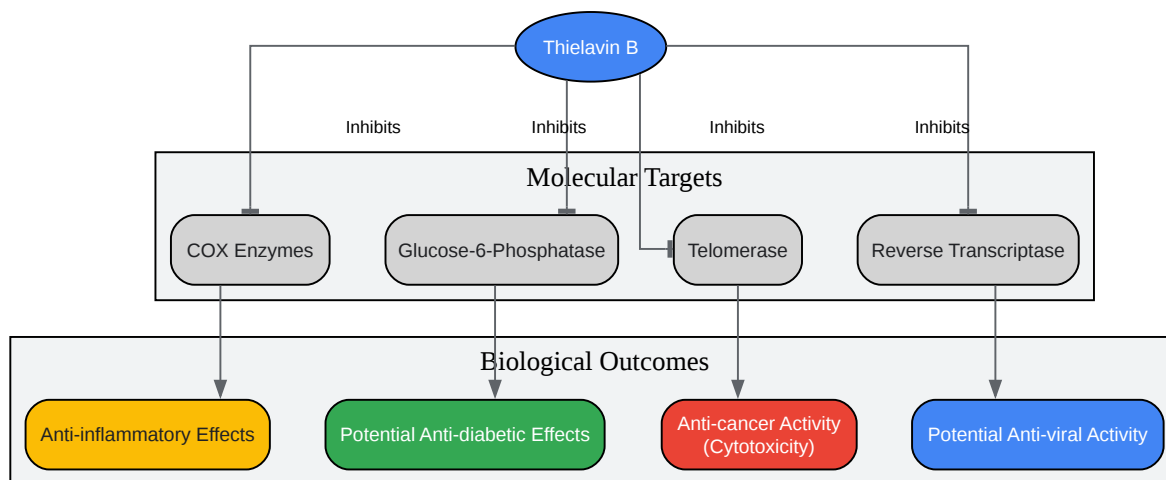 Thielavin B
Inhibits
Inhibits
Inhibits
Inhibits
Molecular Targets
COX Enzymes
Glucose-6-Phosphatase
Telomerase
Reverse Transcriptase
Biological Outcomes
Anti-inflammatory Effects
Potential Anti-diabetic Effects
Anti-cancer Activity
(Cytotoxicity)
Potential Anti-viral Activity